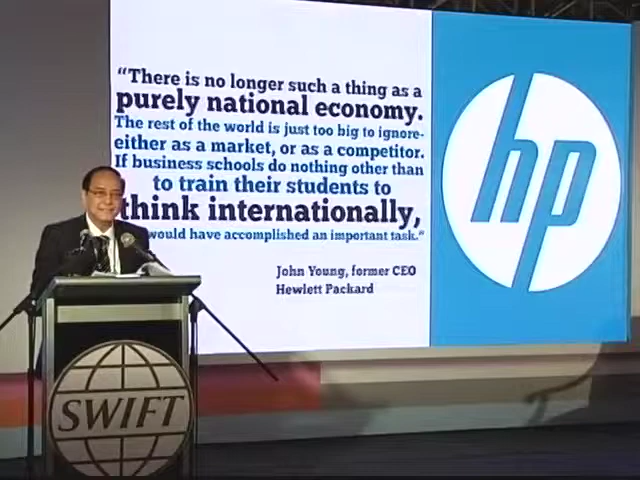 “There is no longer such a thing as a
purely national economy.
The rest of the world is just too big to ignore-
either as a market, or as a competitor.
If business schools do nothing other than
to train their students to
think internationally,
would have accomplished an important task.”
John Young, former CEO
Hewlett Packard
hp
SWIFT